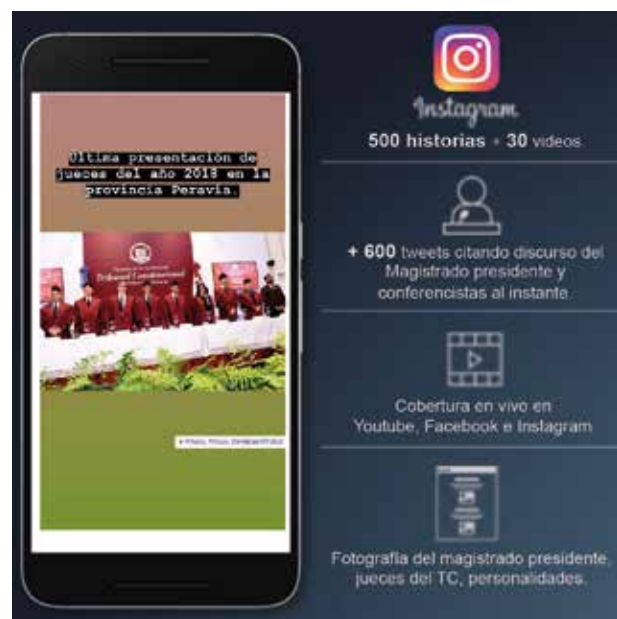 Última presentación de
jueces del año 2018 en la
provincia Peravia.
Tribunal Constitucional
Instagram
500 historias + 30 videos
+ 600 tweets citando discurso del
Magistrado presidente y
conferencistas al instante.
Cobertura en vivo en
Youtube, Facebook e Instagram
Fotografía del magistrado presidente,
jueces del TC, personalidades.